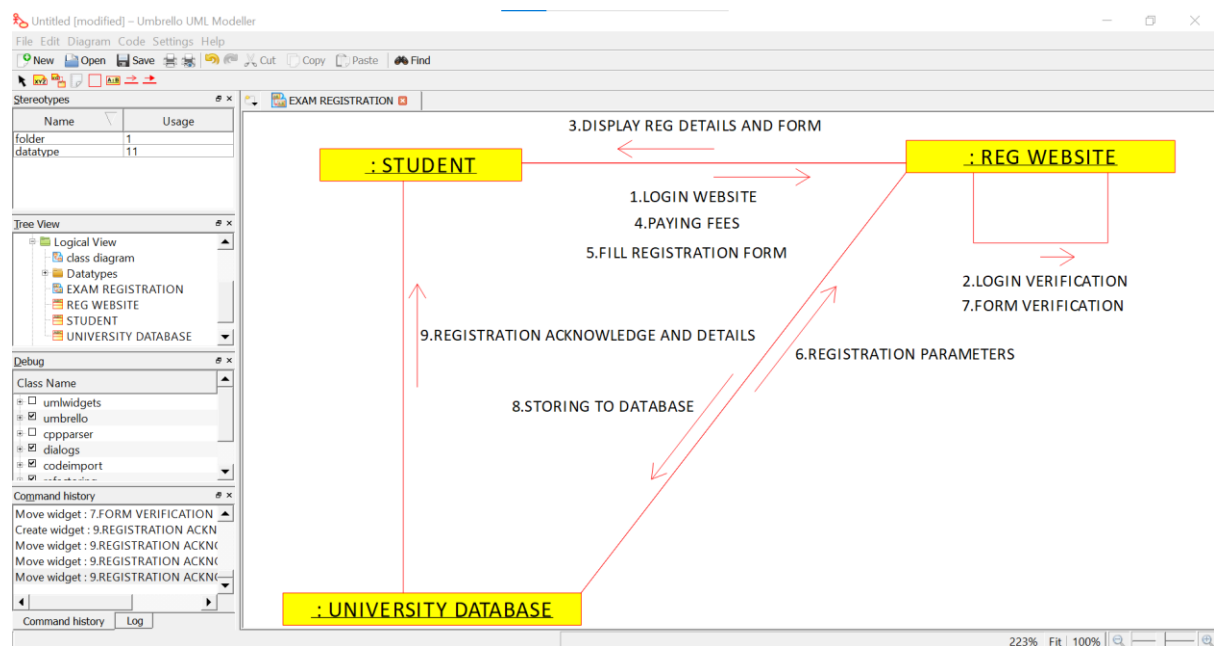 Untitled [modified] – Umbrello UML Modeller
File Edit Diagram Code Settings Help
New Open Save Cut Copy Paste Find
Stereotypes
Name Usage
folder 1
datatype 11
Tree View
Logical View
class diagram
Datatypes
EXAM REGISTRATION
REG WEBSITE
STUDENT
UNIVERSITY DATABASE
Debug
Class Name
umlwidgets
umbrello
cppparser
dialogs
codeimport
Command history
Move widget : 7.FORM VERIFICATION
Create widget : 9.REGISTRATION ACKN
Move widget : 9.REGISTRATION ACKN
Move widget : 9.REGISTRATION ACKN
Move widget : 9.REGISTRATION ACKN
Command history Log
EXAM REGISTRATION
3.DISPLAY REG DETAILS AND FORM
: STUDENT
: REG WEBSITE
1.LOGIN WEBSITE
4.PAYING FEES
5.FILL REGISTRATION FORM
2.LOGIN VERIFICATION
7.FORM VERIFICATION
9.REGISTRATION ACKNOWLEDGE AND DETAILS
6.REGISTRATION PARAMETERS
8.STORING TO DATABASE
: UNIVERSITY DATABASE
223% Fit 100%